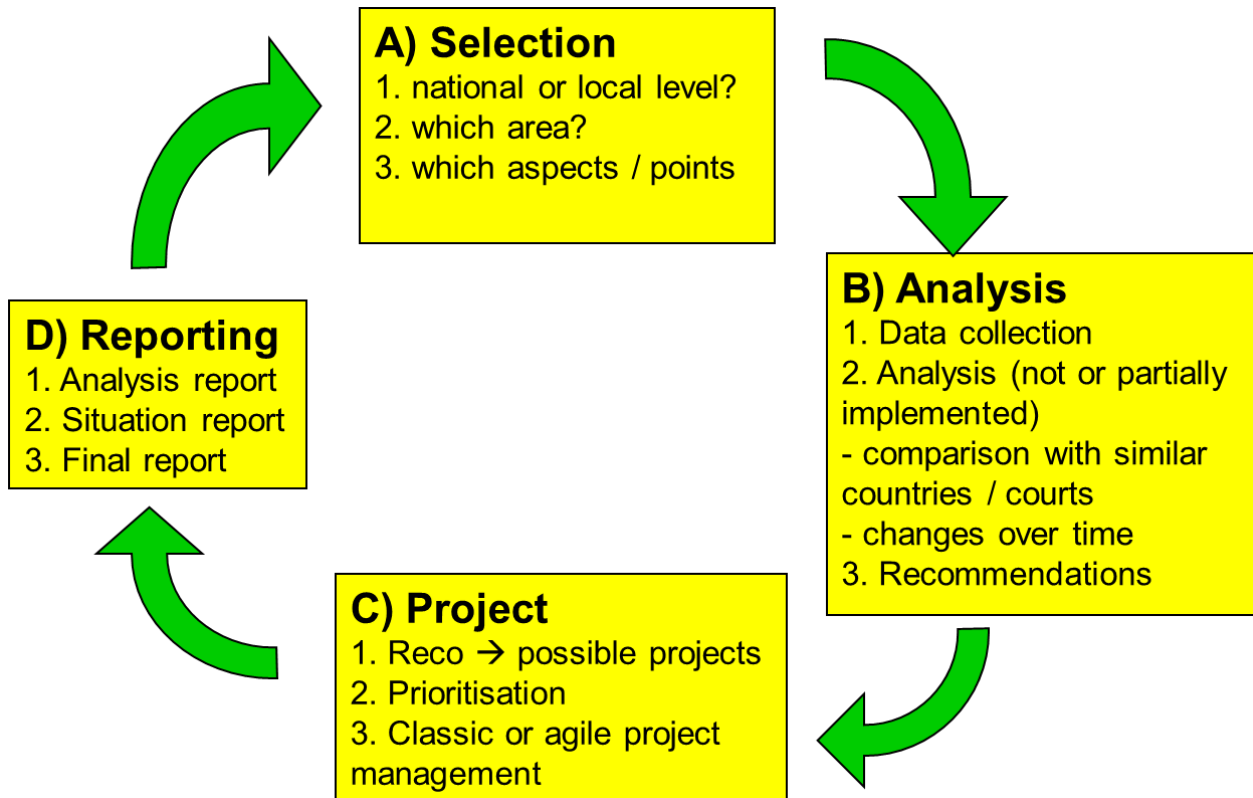 A) Selection
1. national or local level?
2. which area?
3. which aspects / points
B) Analysis
1. Data collection
2. Analysis (not or partially
implemented)
- comparison with similar
countries / courts
- changes over time
3. Recommendations
C) Project
1. Reco → possible projects
2. Prioritisation
3. Classic or agile project
management
D) Reporting
1. Analysis report
2. Situation report
3. Final report